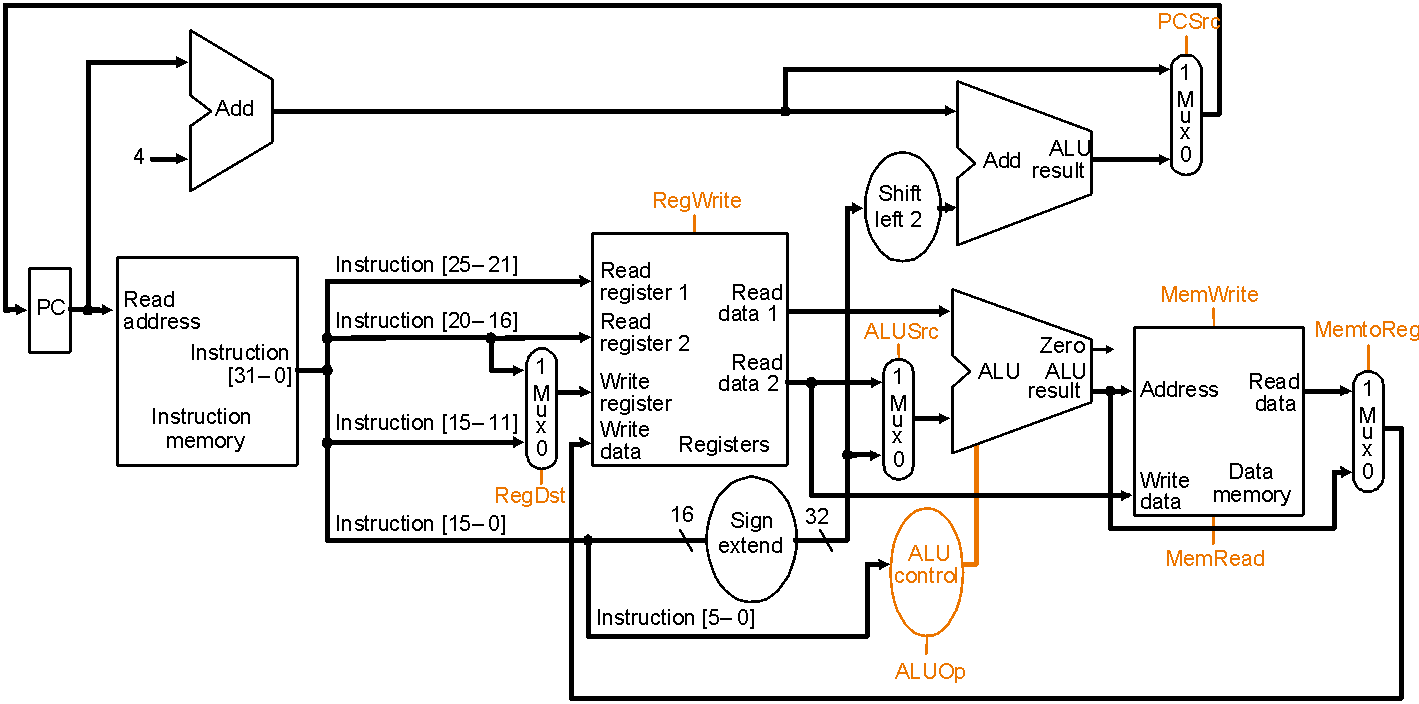 PCSrc
1
M
u
x
0
Add
4
Add
ALU
result
Shift
left 2
RegWrite
PC
Read
address
Instruction
[31–0]
Instruction
memory
Instruction [25–21]
Instruction [20–16]
Instruction [15–11]
Instruction [15–0]
Instruction [5–0]
1
M
u
x
0
RegDst
Read
register 1
Read
register 2
Write
register
Write
data
Read
data 1
Read
data 2
Registers
16
Sign
extend
32
ALUSrc
1
M
u
x
0
ALU
Zero
ALU
result
ALU
control
ALUOp
MemWrite
Address
Read
data
Write
data
Data
memory
MemRead
MemtoReg
1
M
u
x
0